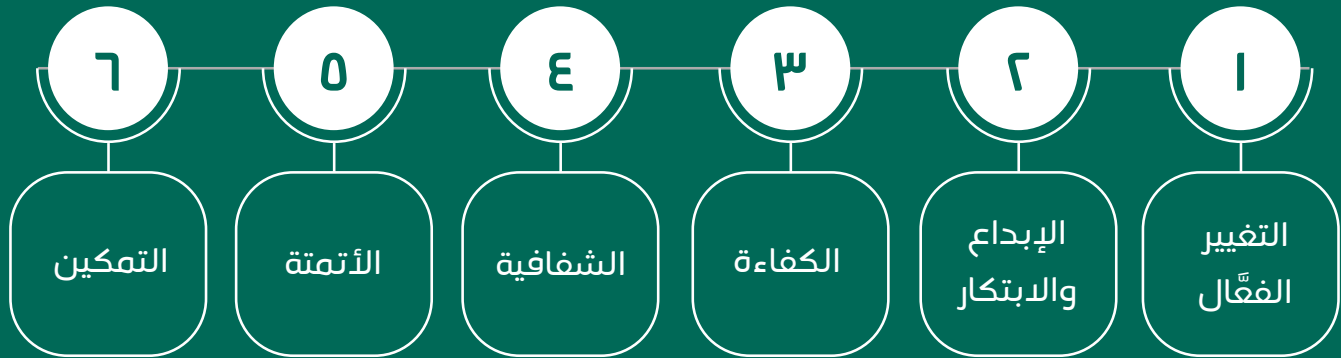 ١
التغيير
الفعَّال
٢
الإبداع
والابتكار
٣
الكفاءة
٤
الشفافية
٥
الأتمتة
٦
التمكين